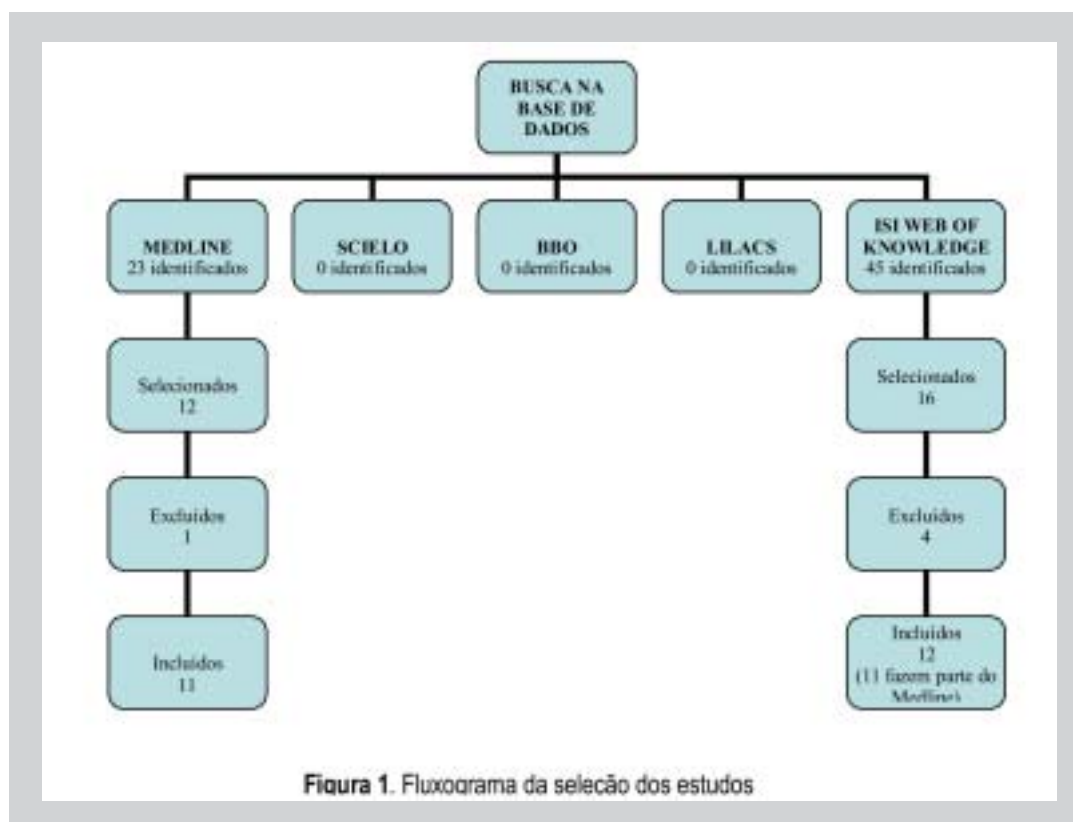 BUSCA NA
BASE DE
DADOS
MEDLINE
23 identificados
SCIELO
0 identificados
BBO
0 identificados
LILACS
0 identificados
ISI WEB OF
KNOWLEDGE
45 identificados
Selecionados
12
Selecionados
16
Excluídos
1
Excluídos
4
Incluídos
11
Incluídos
12
(11 fazem parte do
Medline)
Figura 1. Fluxograma da seleção dos estudos